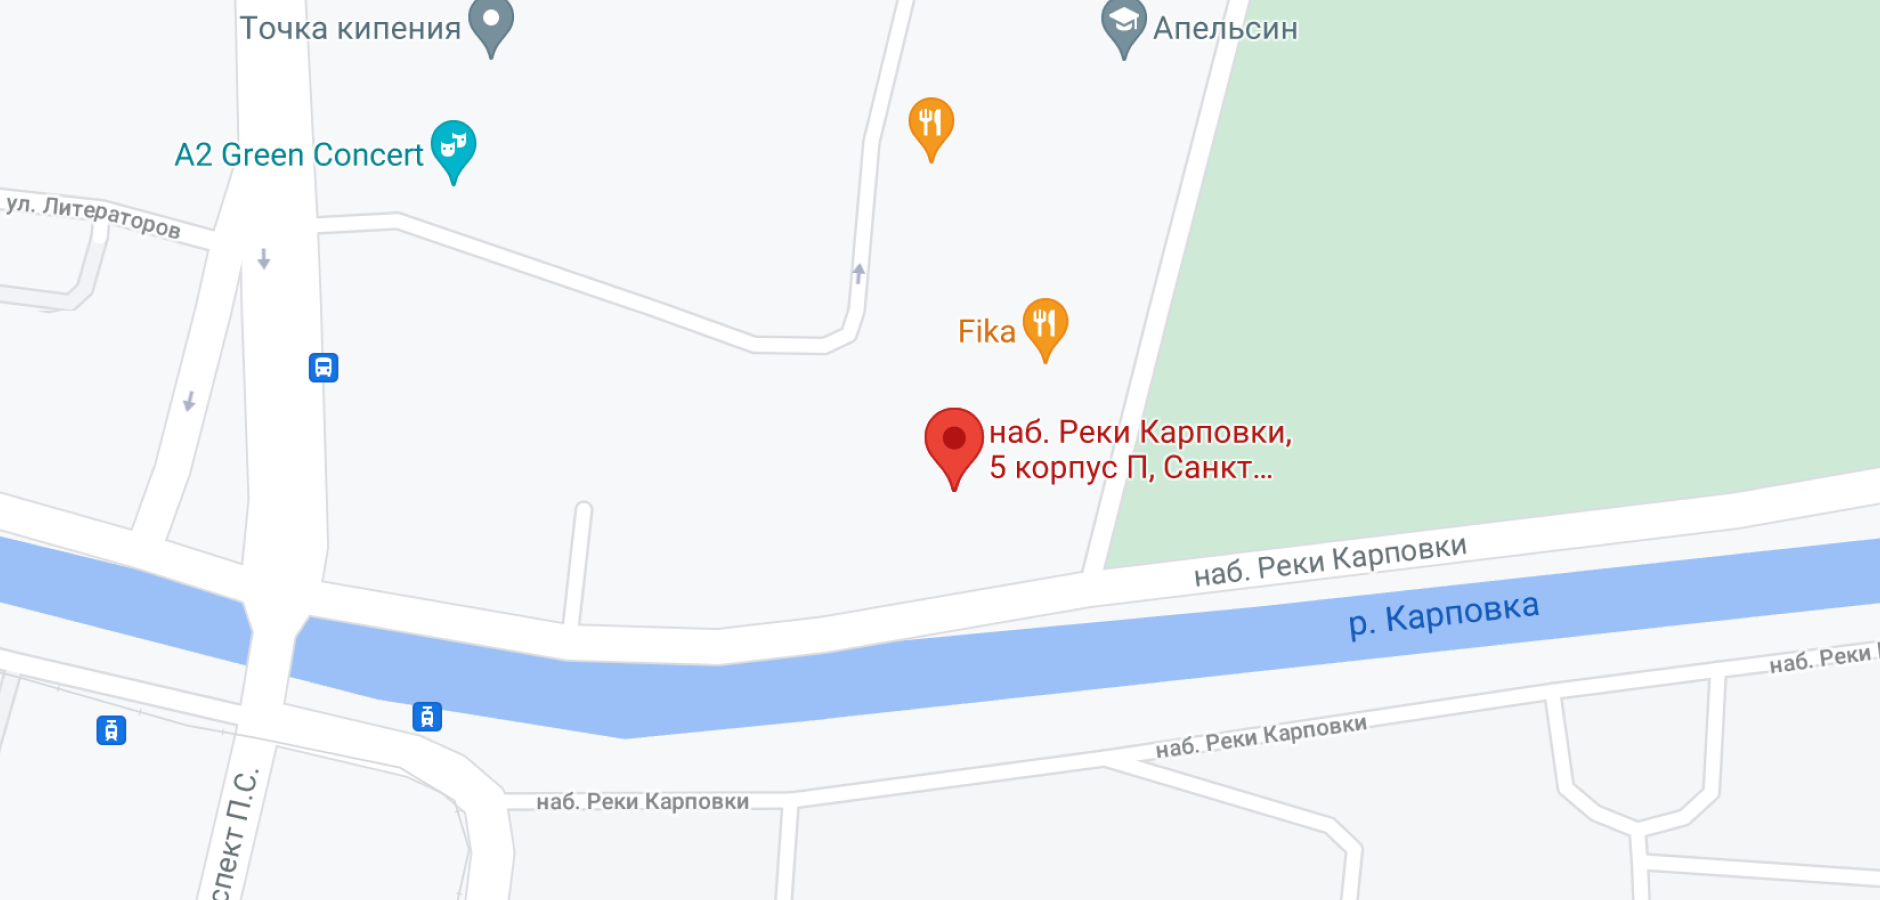 Точка кипения
Апельсин
A2 Green Concert
ул. Литераторов
Fika
наб. Реки Карповки,
5 корпус П, Санкт...
наб. Реки Карповки
р. Карповка
наб. Реки
наб. Реки Карповки
наб. Реки Карповки
спект П.С.